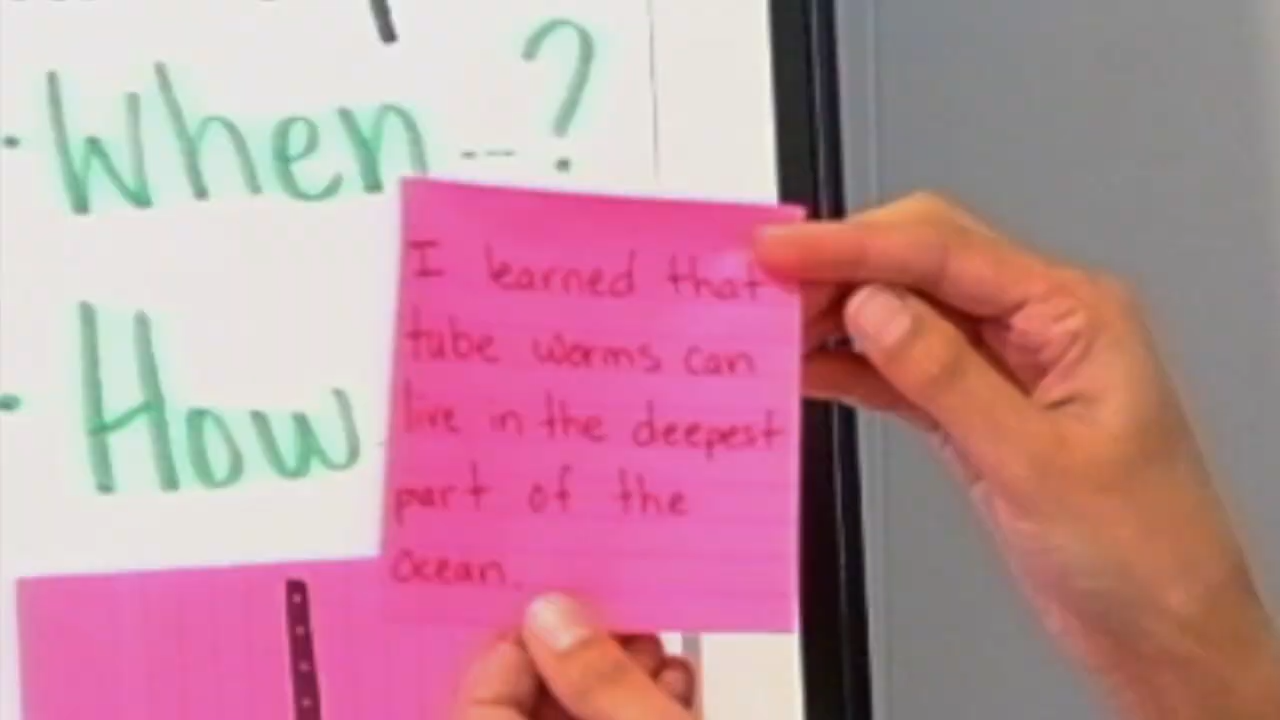 When --?
How
I learned that
tube worms can
live in the deepest
part of the
ocean.